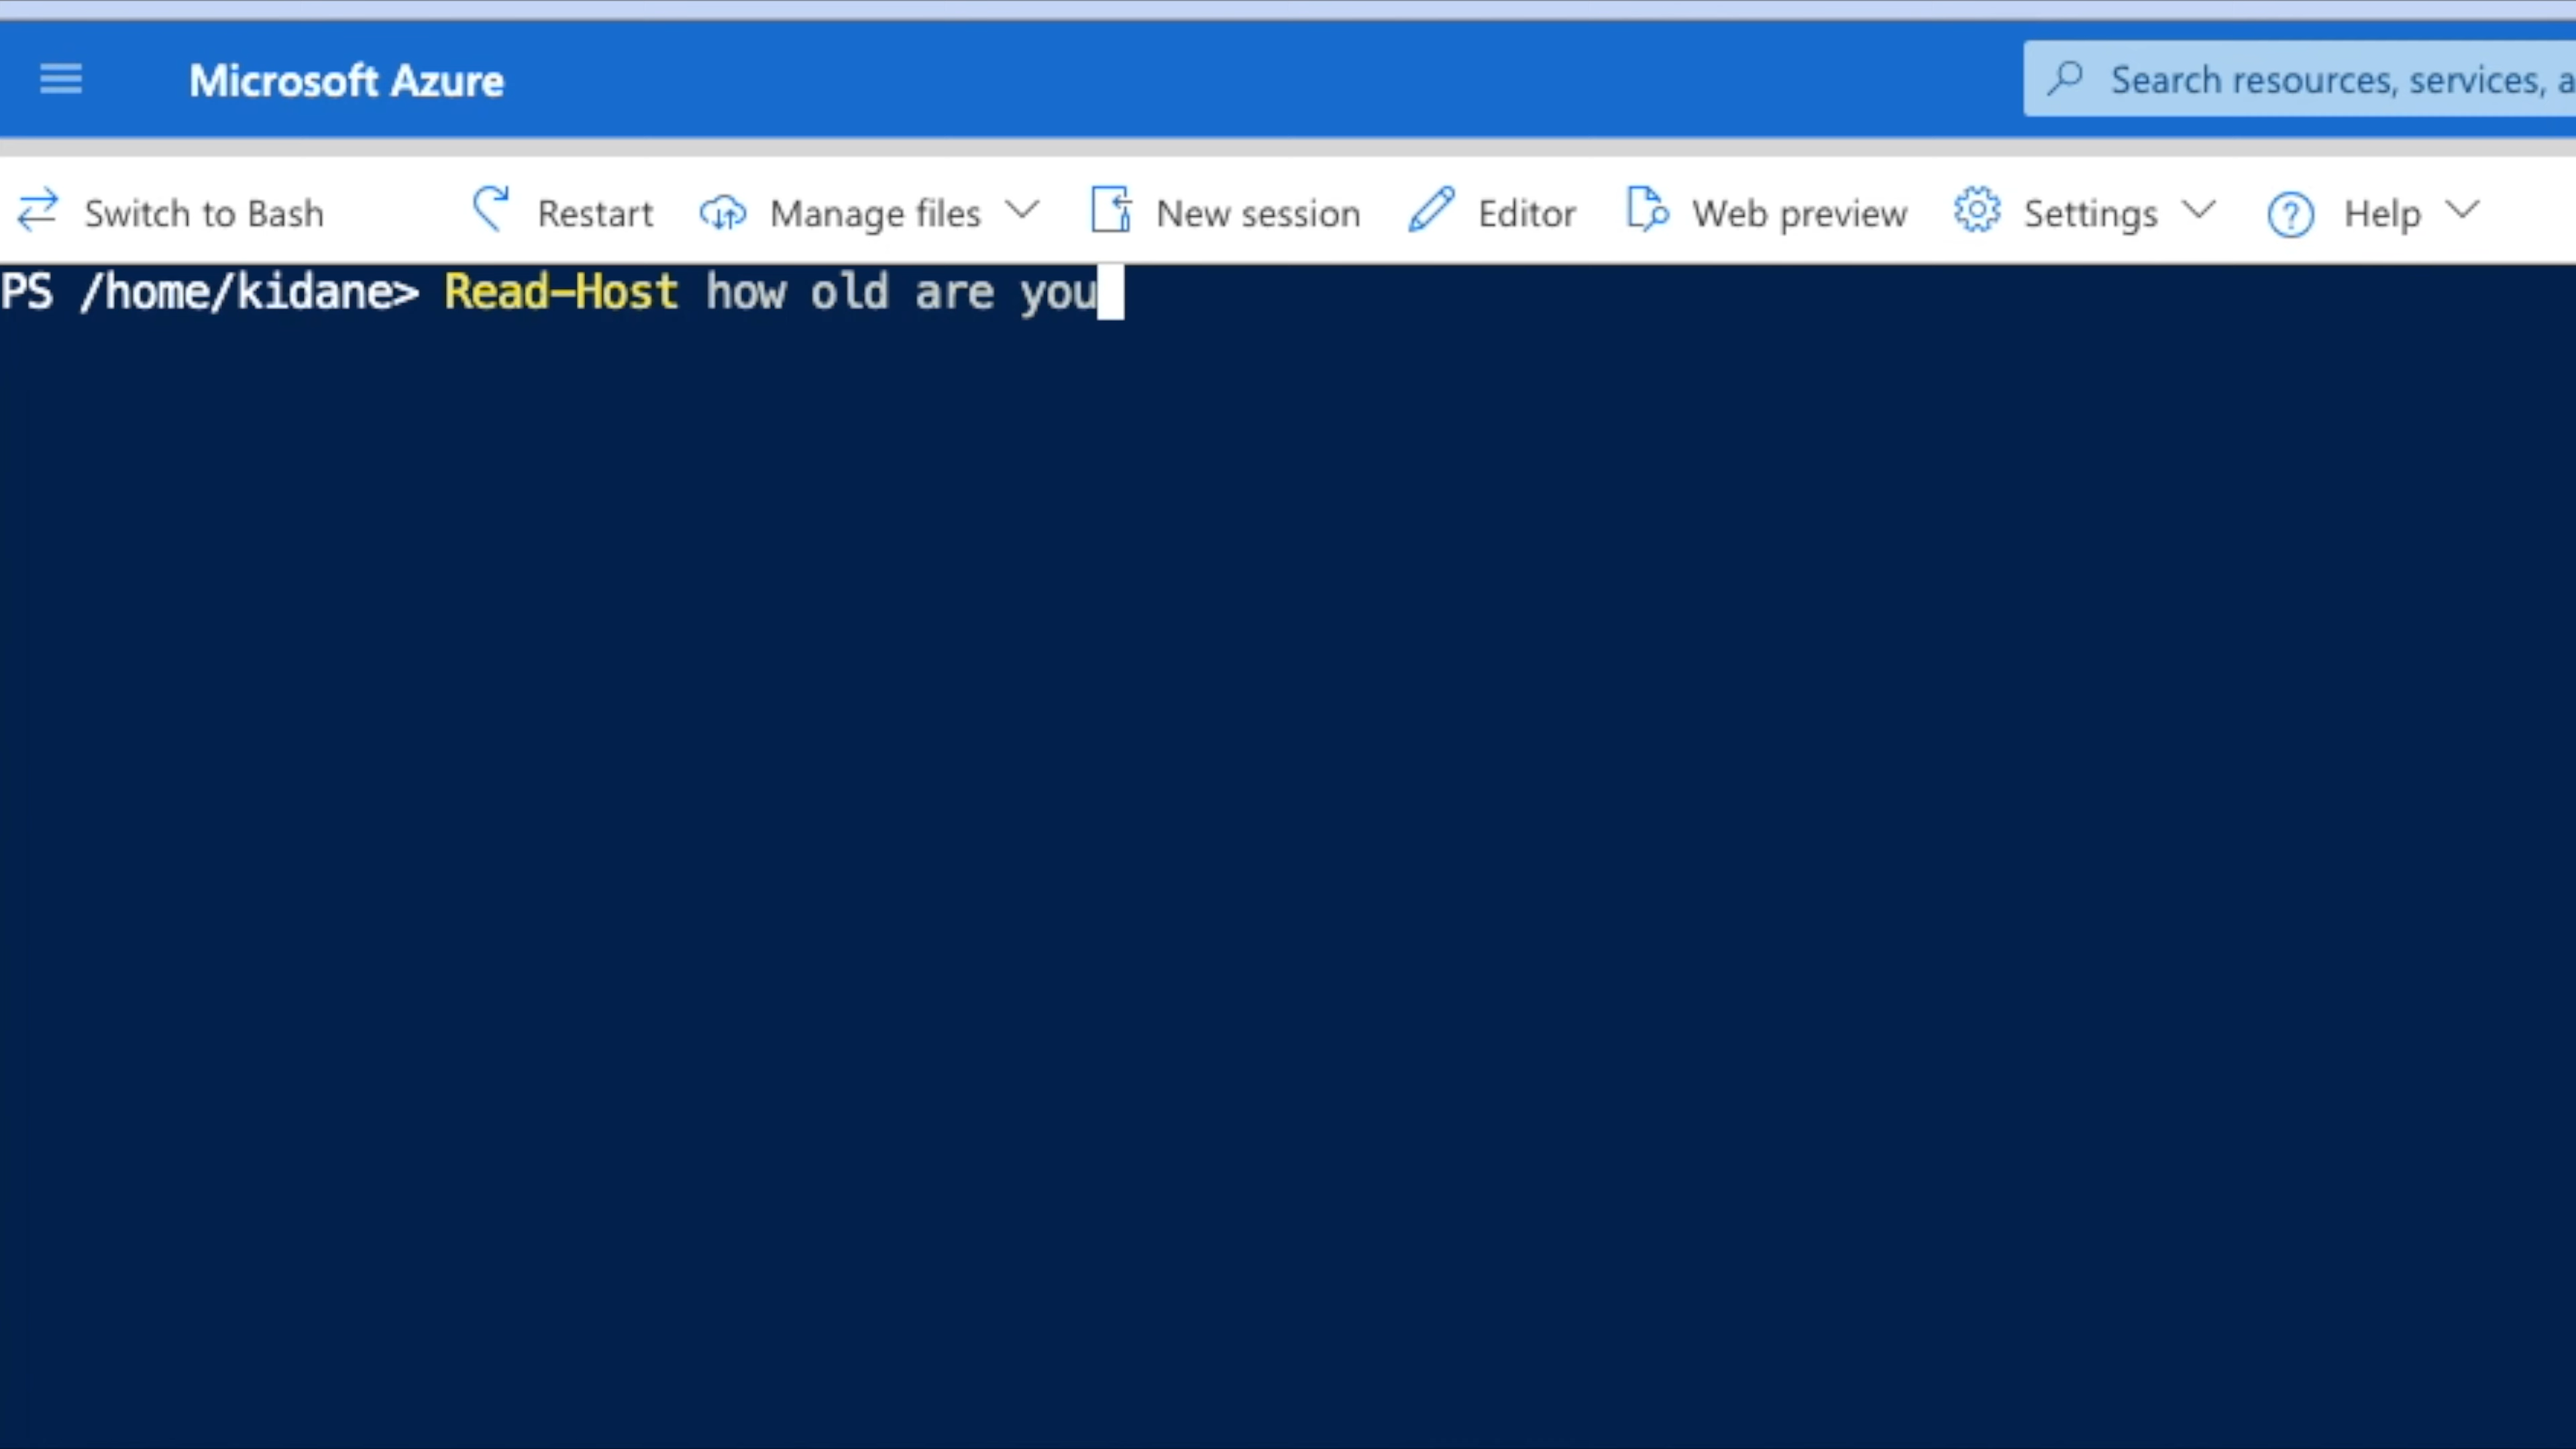 Microsoft Azure
Search resources, services, a
Switch to Bash Restart Manage files New session Editor Web preview Settings Help
PS /home/kidane> Read-Host how old are you